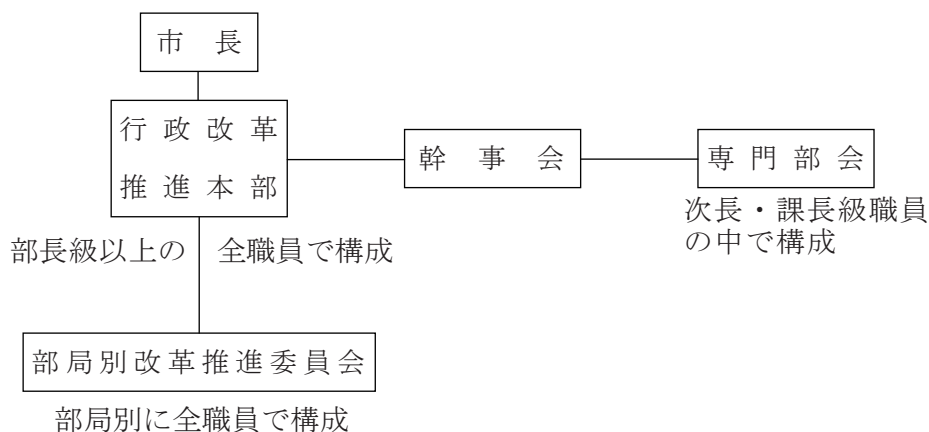 市長
行政改革
推進本部
幹事会
専門部会
次長・課長級職員
の中で構成
部長級以上の 全職員で構成
部局別改革推進委員会
部局別に全職員で構成